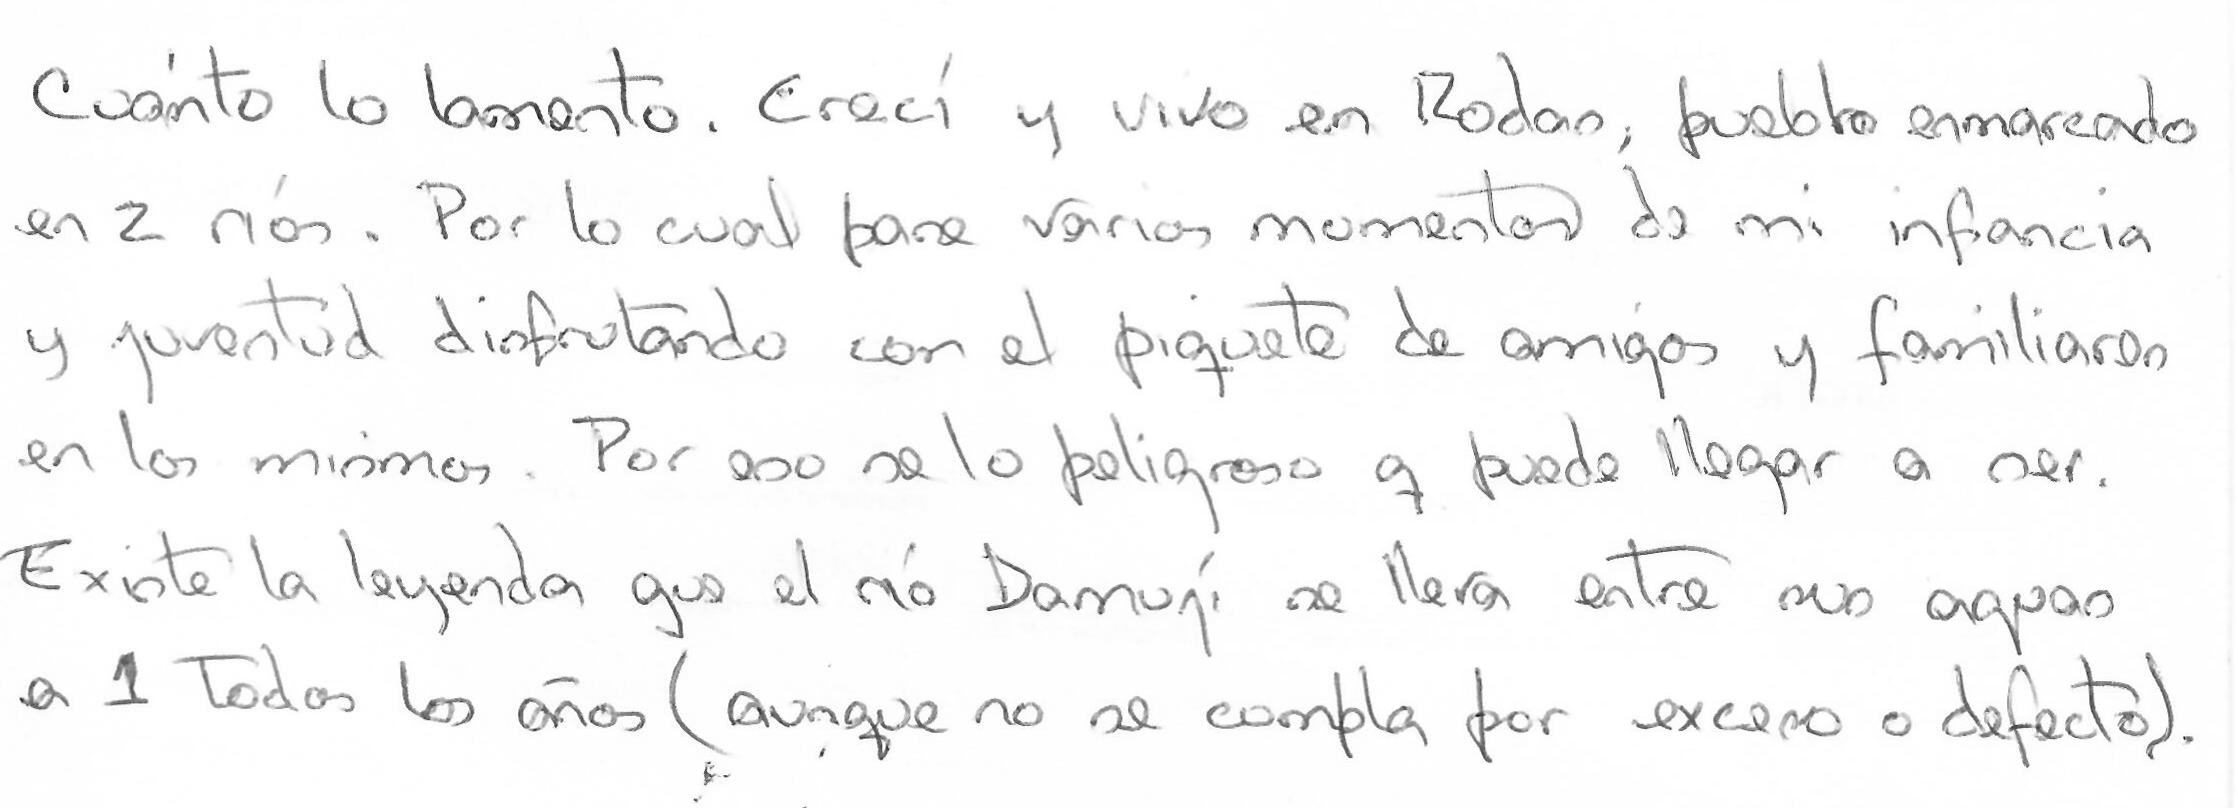 Cuánto lo lamento. Crecí y vivo en Rodas, pueblo enmarcado
en 2 ríos. Por lo cual pase varios momentos de mi infancia
y juventud disfrutando con el piquete de amigos y familiares
en los mismos. Por eso se lo peligroso q puede llegar a ser.
Existe la leyenda que el río Damují se lleva entre sus aguas
a 1 Todos los años (aunque no se cumpla por exceso o defecto).